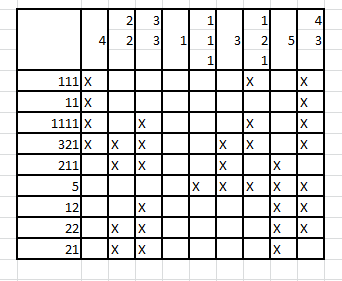 2 3 1 1 4
4 2 3 1 1 3 2 5 3
1 1
111 X X X
11 X X
1111 X X X X
321 X X X X X X
211 X X X X
5 X X X X X
12 X X X
22 X X X X
21 X X X